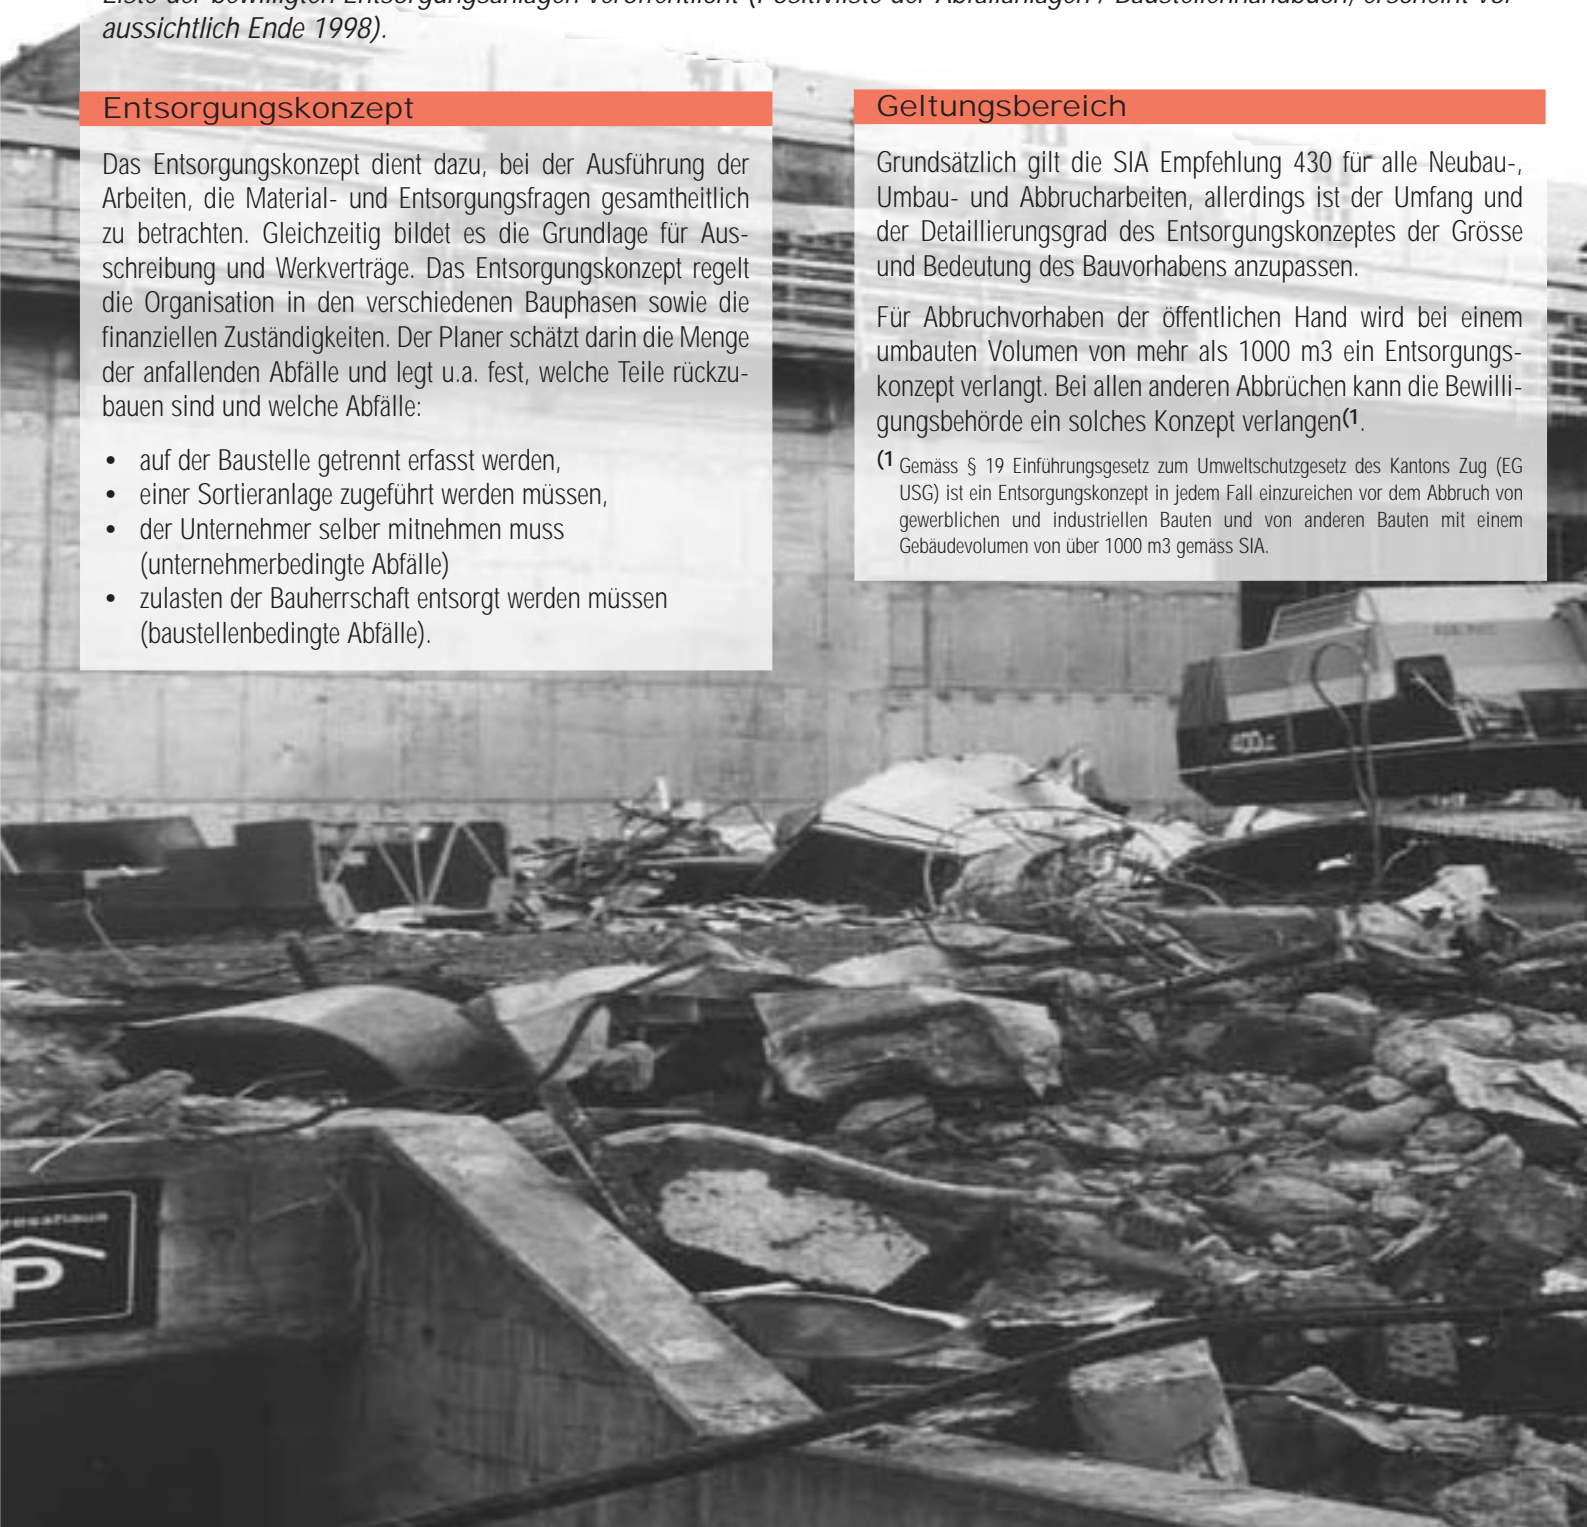 aussichtlich Ende 1998).
Entsorgungskonzept
Das Entsorgungskonzept dient dazu, bei der Ausführung der
Arbeiten, die Material- und Entsorgungsfragen gesamtheitlich
zu betrachten. Gleichzeitig bildet es die Grundlage für Aus-
schreibung und Werkverträge. Das Entsorgungskonzept regelt
die Organisation in den verschiedenen Bauphasen sowie die
finanziellen Zuständigkeiten. Der Planer schätzt darin die Menge
der anfallenden Abfälle und legt u.a. fest, welche Teile rückzu-
bauen sind und welche Abfälle:
• auf der Baustelle getrennt erfasst werden,
• einer Sortieranlage zugeführt werden müssen,
• der Unternehmer selber mitnehmen muss
(unternehmerbedingte Abfälle)
• zulasten der Bauherrschaft entsorgt werden müssen
(baustellenbedingte Abfälle).
Geltungsbereich
Grundsätzlich gilt die SIA Empfehlung 430 für alle Neubau-,
Umbau- und Abbrucharbeiten, allerdings ist der Umfang und
der Detaillierungsgrad des Entsorgungskonzeptes der Grösse
und Bedeutung des Bauvorhabens anzupassen.
Für Abbruchvorhaben der öffentlichen Hand wird bei einem
umbauten Volumen von mehr als 1000 m3 ein Entsorgungs-
konzept verlangt. Bei allen anderen Abbrüchen kann die Bewilli-
gungsbehörde ein solches Konzept verlangen(1.
(1 Gemäss § 19 Einführungsgesetz zum Umweltschutzgesetz des Kantons Zug (EG
USG) ist ein Entsorgungskonzept in jedem Fall einzureichen vor dem Abbruch von
gewerblichen und industriellen Bauten und von anderen Bauten mit einem
Gebäudevolumen von über 1000 m3 gemäss SIA.
P